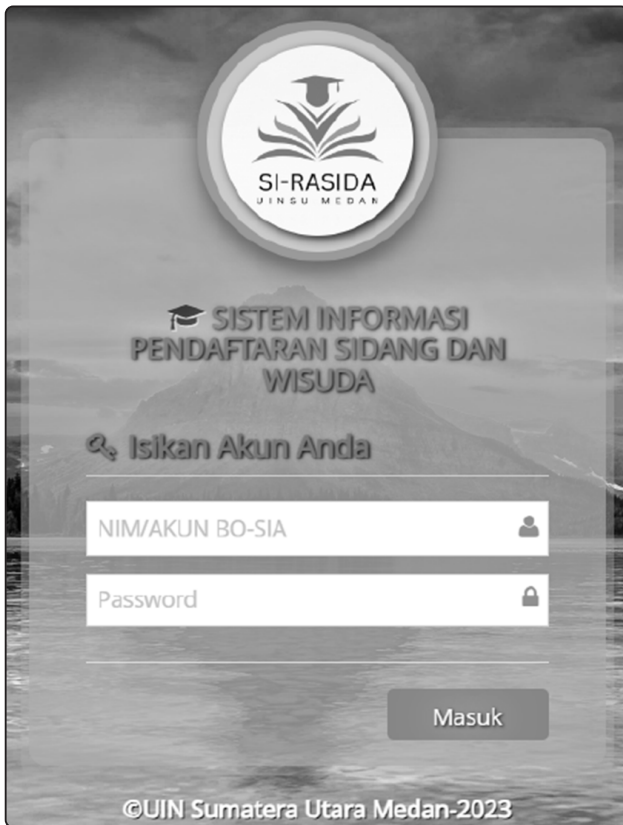 SI-RASIDA
UINSU MEDAN
SISTEM INFORMASI
PENDAFTARAN SIDANG DAN
WISUDA
Isikan Akun Anda
NIM/AKUN BO-SIA
Password
Masuk
©UIN Sumatera Utara Medan-2023